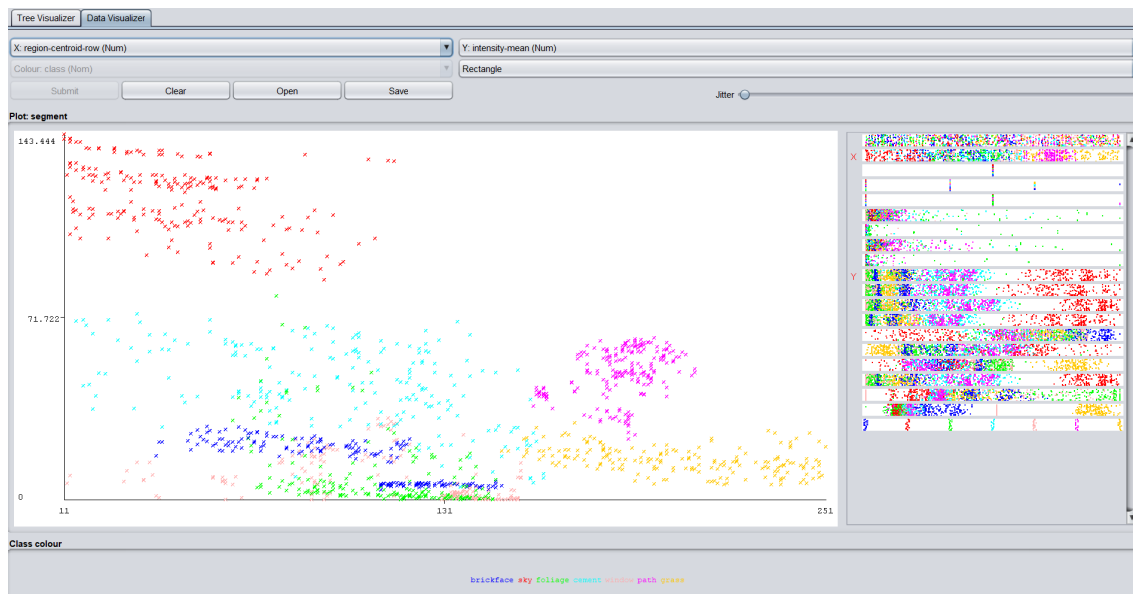 Tree Visualizer Data Visualizer
X: region-centroid-row (Num) Y: intensity-mean (Num)
Colour: class (Nom) Rectangle
Submit Clear Open Save Jitter
Plot: segment
143.444
X
71.722
Y
0
11 131 251
Class colour
brickface sky foliage cement window path grass